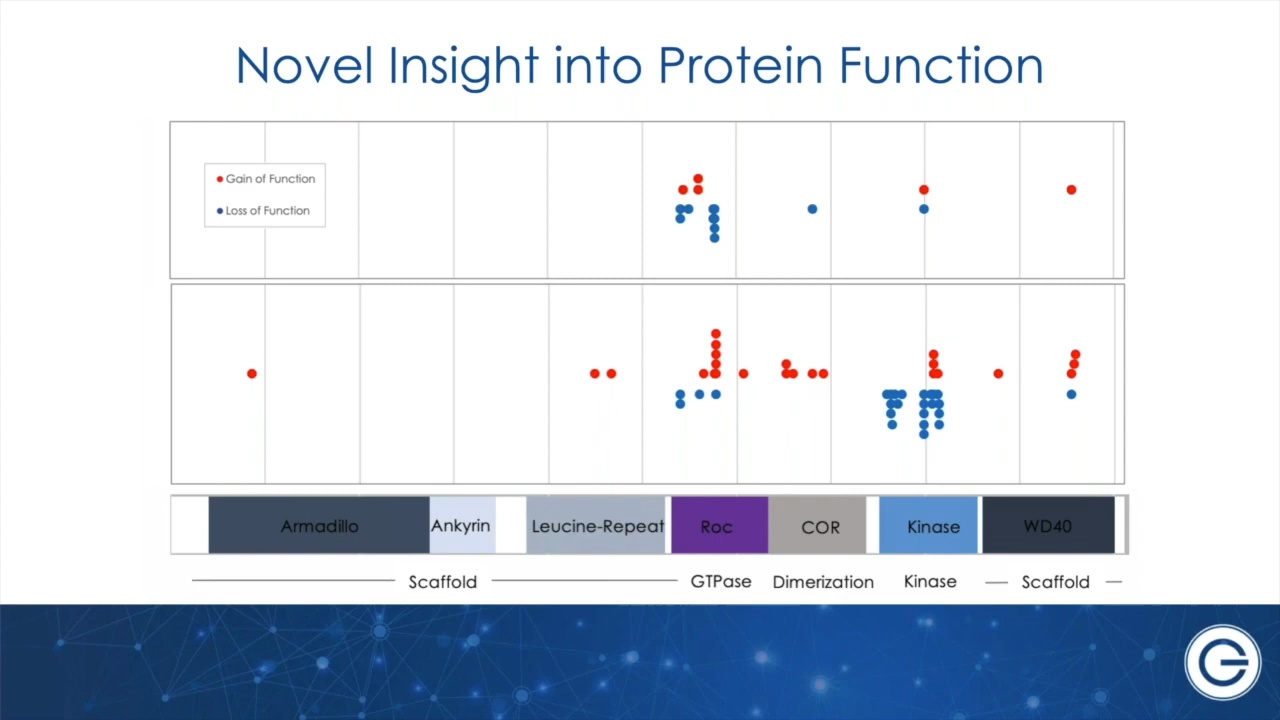 Novel Insight into Protein Function
Gain of Function
Loss of Function
Armadillo Ankyrin Leucine-Repeat Roc COR Kinase WD40
Scaffold GTPase Dimerization Kinase Scaffold